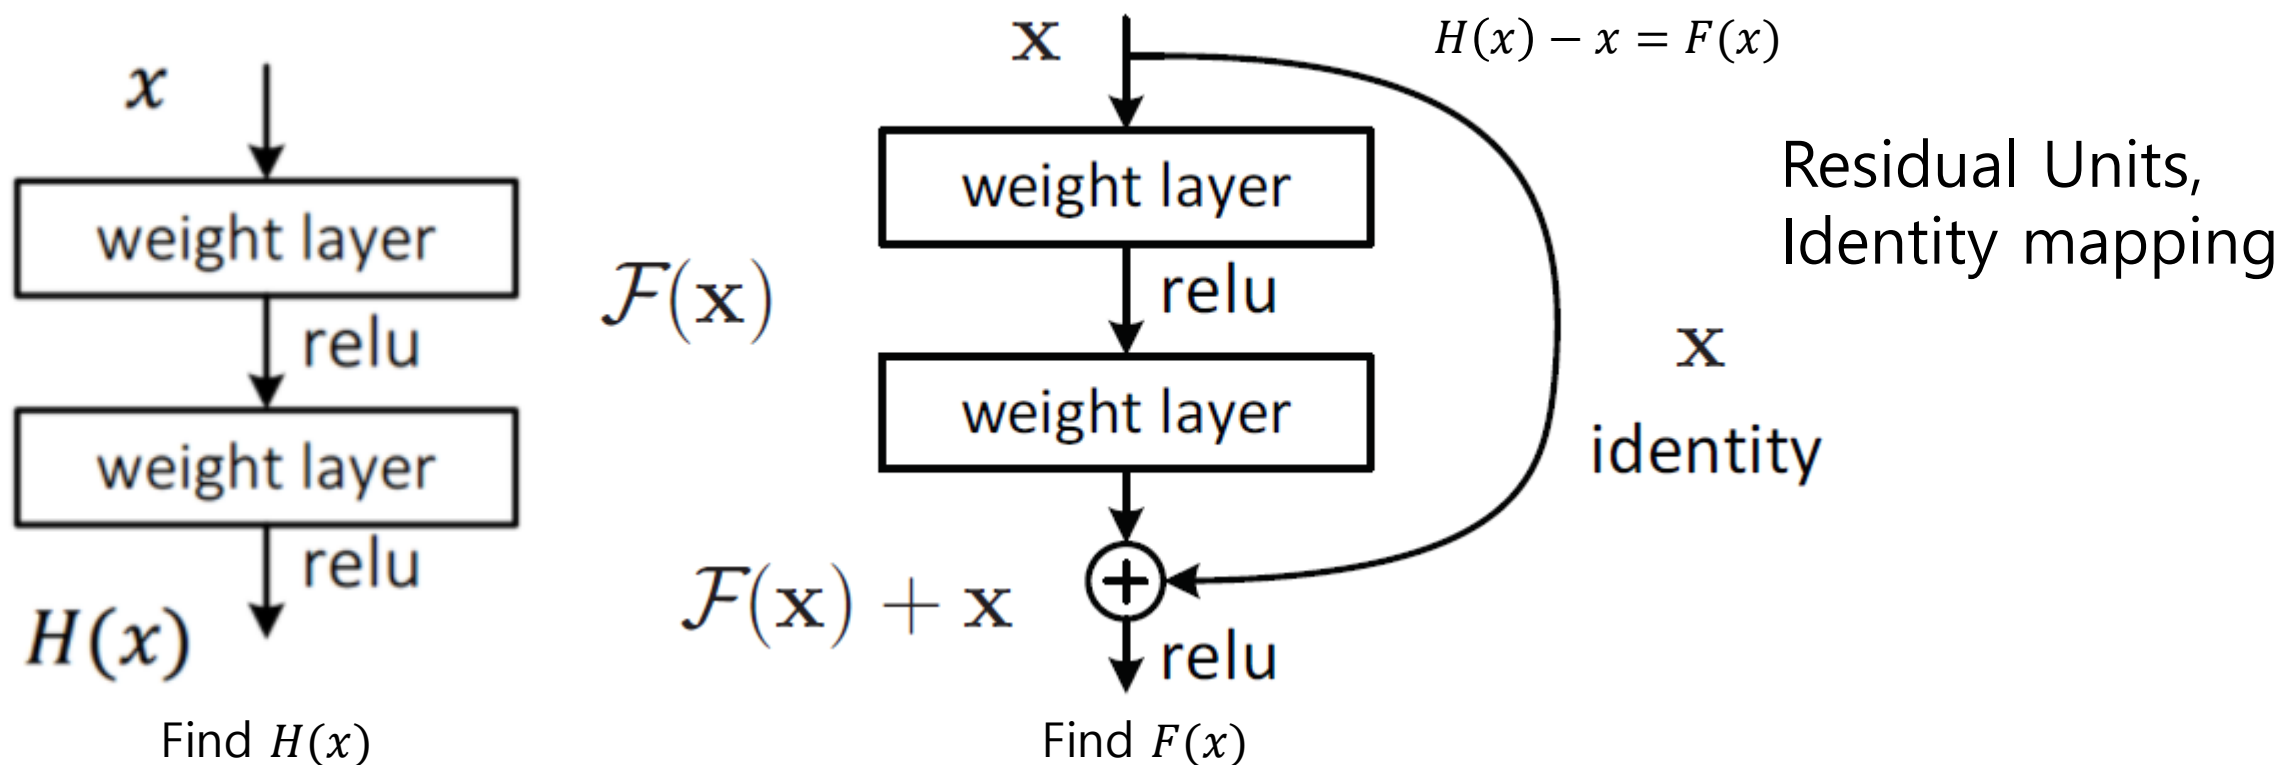 x
weight layer
relu
weight layer
relu
H(x)
Find H(x)
x
H(x) − x = F(x)
weight layer
F(x)
relu
weight layer
x
identity
+
F(x) + x
relu
Find F(x)
Residual Units,
Identity mapping